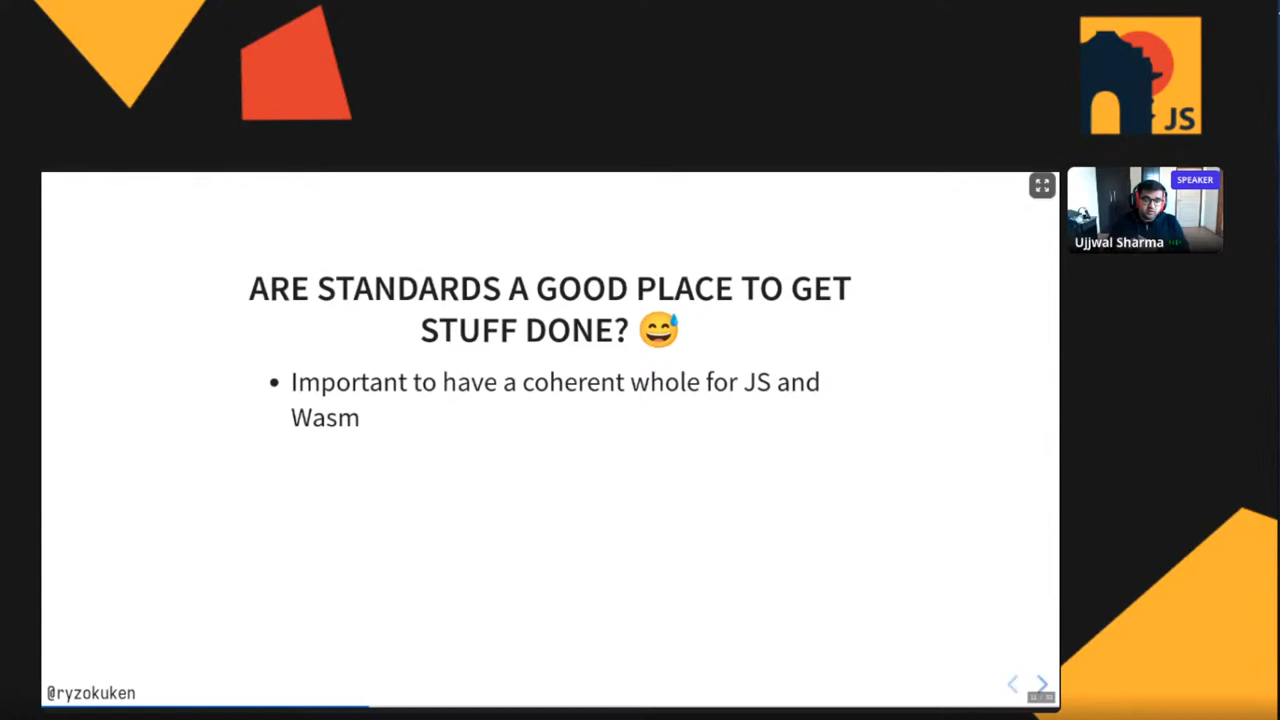 JS
SPEAKER
Ujjwal Sharma
ARE STANDARDS A GOOD PLACE TO GET
STUFF DONE? 😅
• Important to have a coherent whole for JS and
Wasm
@ryzokuken